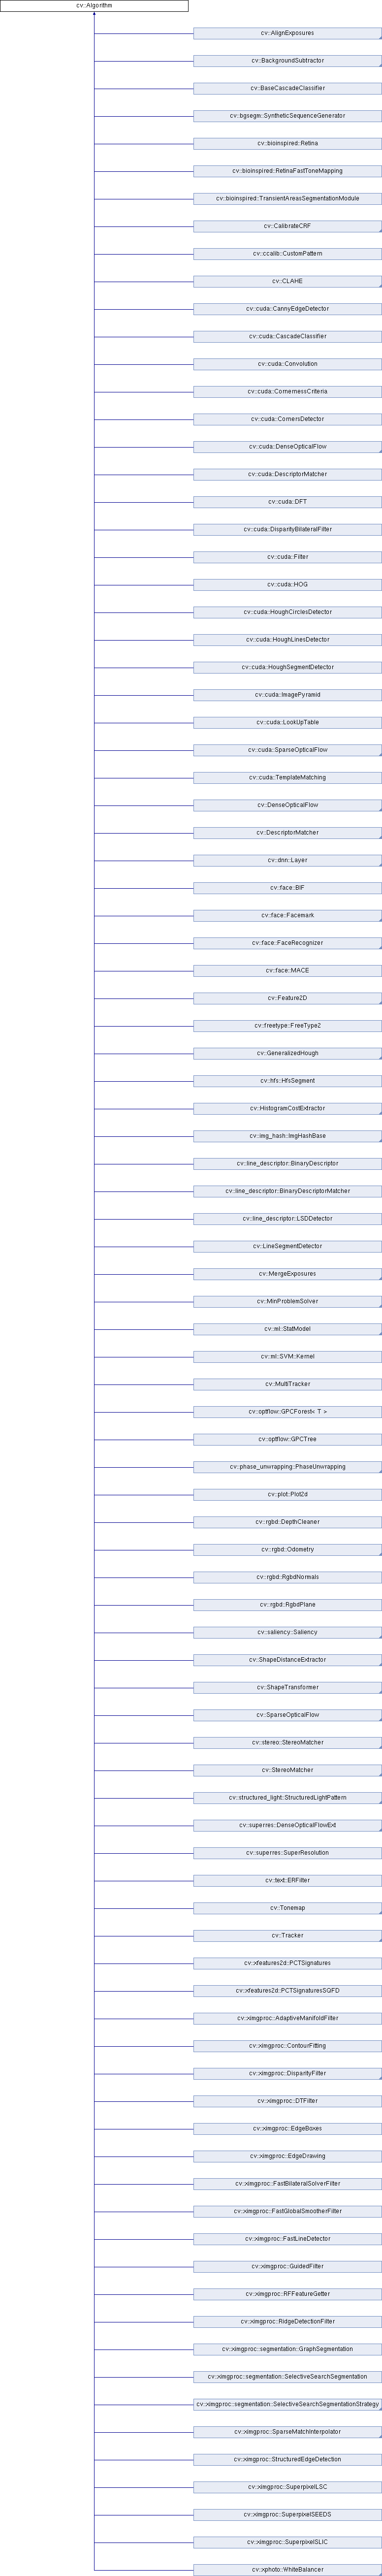 cv::Algorithm
cv::AlignExposures
cv::BackgroundSubtractor
cv::BaseCascadeClassifier
cv::bgsegm::SyntheticSequenceGenerator
cv::bioinspired::Retina
cv::bioinspired::RetinaFastToneMapping
cv::bioinspired::TransientAreasSegmentationModule
cv::CalibrateCRF
cv::ccalib::CustomPattern
cv::CLAHE
cv::cuda::CannyEdgeDetector
cv::cuda::CascadeClassifier
cv::cuda::Convolution
cv::cuda::CornernessCriteria
cv::cuda::CornersDetector
cv::cuda::DenseOpticalFlow
cv::cuda::DescriptorMatcher
cv::cuda::DFT
cv::cuda::DisparityBilateralFilter
cv::cuda::Filter
cv::cuda::HOG
cv::cuda::HoughCirclesDetector
cv::cuda::HoughLinesDetector
cv::cuda::HoughSegmentDetector
cv::cuda::ImagePyramid
cv::cuda::LookUpTable
cv::cuda::SparseOpticalFlow
cv::cuda::TemplateMatching
cv::DenseOpticalFlow
cv::DescriptorMatcher
cv::dnn::Layer
cv::face::BIF
cv::face::Facemark
cv::face::FaceRecognizer
cv::face::MACE
cv::Feature2D
cv::freetype::FreeType2
cv::GeneralizedHough
cv::hfs::HfsSegment
cv::HistogramCostExtractor
cv::img_hash::ImgHashBase
cv::line_descriptor::BinaryDescriptor
cv::line_descriptor::BinaryDescriptorMatcher
cv::line_descriptor::LSDDetector
cv::LineSegmentDetector
cv::MergeExposures
cv::MinProblemSolver
cv::ml::StatModel
cv::ml::SVM::Kernel
cv::MultiTracker
cv::optflow::GPCForest< T >
cv::optflow::GPCTree
cv::phase_unwrapping::PhaseUnwrapping
cv::plot::Plot2d
cv::rgbd::DepthCleaner
cv::rgbd::Odometry
cv::rgbd::RgbdNormals
cv::rgbd::RgbdPlane
cv::saliency::Saliency
cv::ShapeDistanceExtractor
cv::ShapeTransformer
cv::SparseOpticalFlow
cv::stereo::StereoMatcher
cv::StereoMatcher
cv::structured_light::StructuredLightPattern
cv::superres::DenseOpticalFlowExt
cv::superres::SuperResolution
cv::text::ERFilter
cv::Tonemap
cv::Tracker
cv::xfeatures2d::PCTSignatures
cv::xfeatures2d::PCTSignaturesSQFD
cv::ximgproc::AdaptiveManifoldFilter
cv::ximgproc::ContourFitting
cv::ximgproc::DisparityFilter
cv::ximgproc::DTFilter
cv::ximgproc::EdgeBoxes
cv::ximgproc::EdgeDrawing
cv::ximgproc::FastBilateralSolverFilter
cv::ximgproc::FastGlobalSmootherFilter
cv::ximgproc::FastLineDetector
cv::ximgproc::GuidedFilter
cv::ximgproc::RFFeatureGetter
cv::ximgproc::RidgeDetectionFilter
cv::ximgproc::segmentation::GraphSegmentation
cv::ximgproc::segmentation::SelectiveSearchSegmentation
cv::ximgproc::segmentation::SelectiveSearchSegmentationStrategy
cv::ximgproc::SparseMatchInterpolator
cv::ximgproc::StructuredEdgeDetection
cv::ximgproc::SuperpixelLSC
cv::ximgproc::SuperpixelSEEDS
cv::ximgproc::SuperpixelSLIC
cv::xphoto::WhiteBalancer